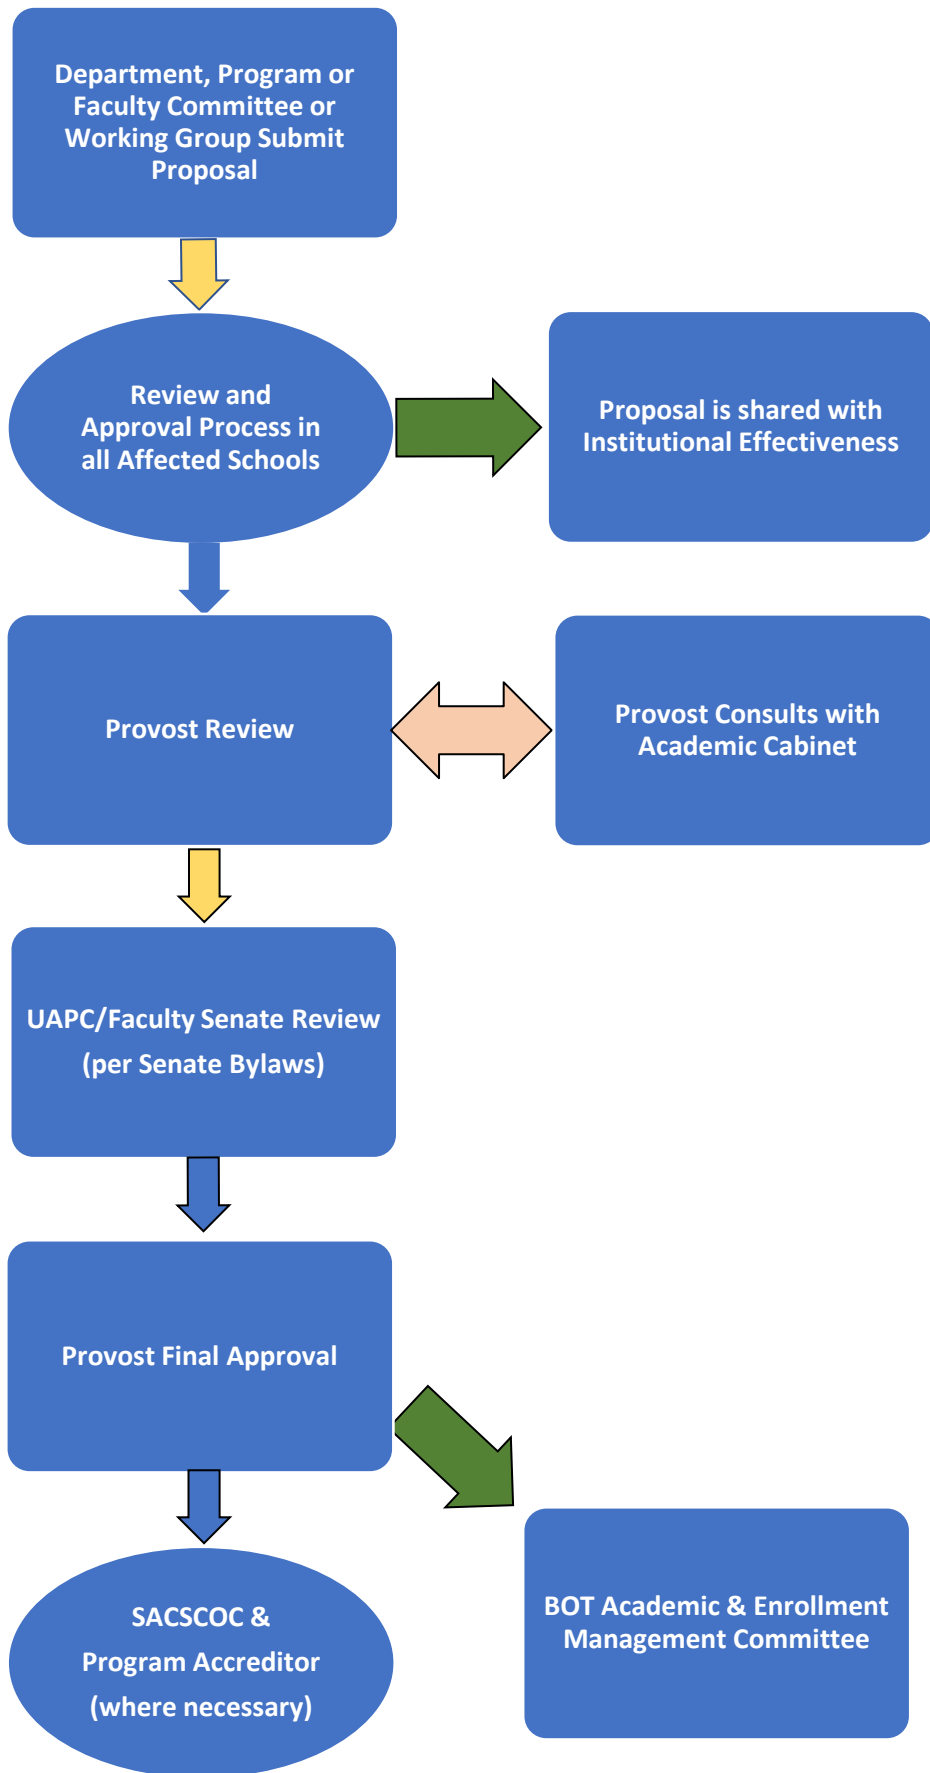 Department, Program or
Faculty Committee or
Working Group Submit
Proposal
Review and
Approval Process in
all Affected Schools
Proposal is shared with
Institutional Effectiveness
Provost Review
Provost Consults with
Academic Cabinet
UAPC/Faculty Senate Review
(per Senate Bylaws)
Provost Final Approval
SACSCOC &
Program Accreditor
(where necessary)
BOT Academic & Enrollment
Management Committee